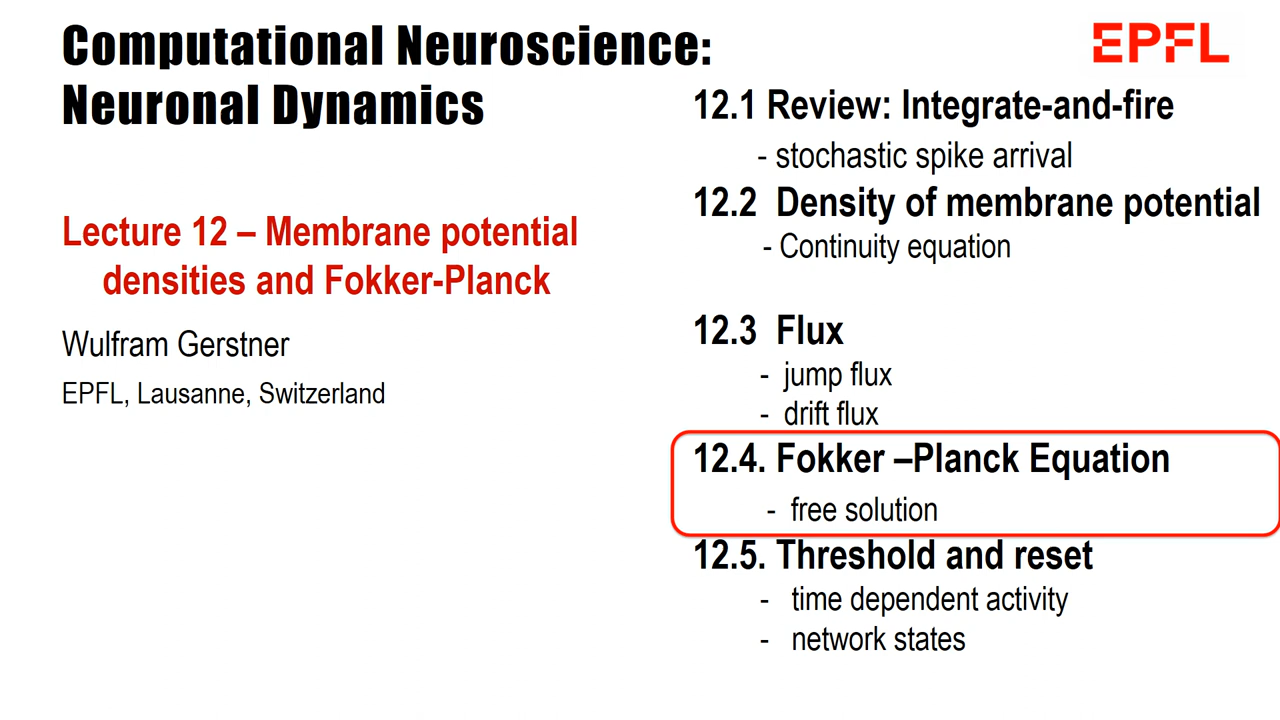 Computational Neuroscience:
Neuronal Dynamics
EPFL
Lecture 12 – Membrane potential
densities and Fokker-Planck
Wulfram Gerstner
EPFL, Lausanne, Switzerland
12.1 Review: Integrate-and-fire
- stochastic spike arrival
12.2 Density of membrane potential
- Continuity equation
12.3 Flux
- jump flux
- drift flux
12.4. Fokker –Planck Equation
- free solution
12.5. Threshold and reset
- time dependent activity
- network states